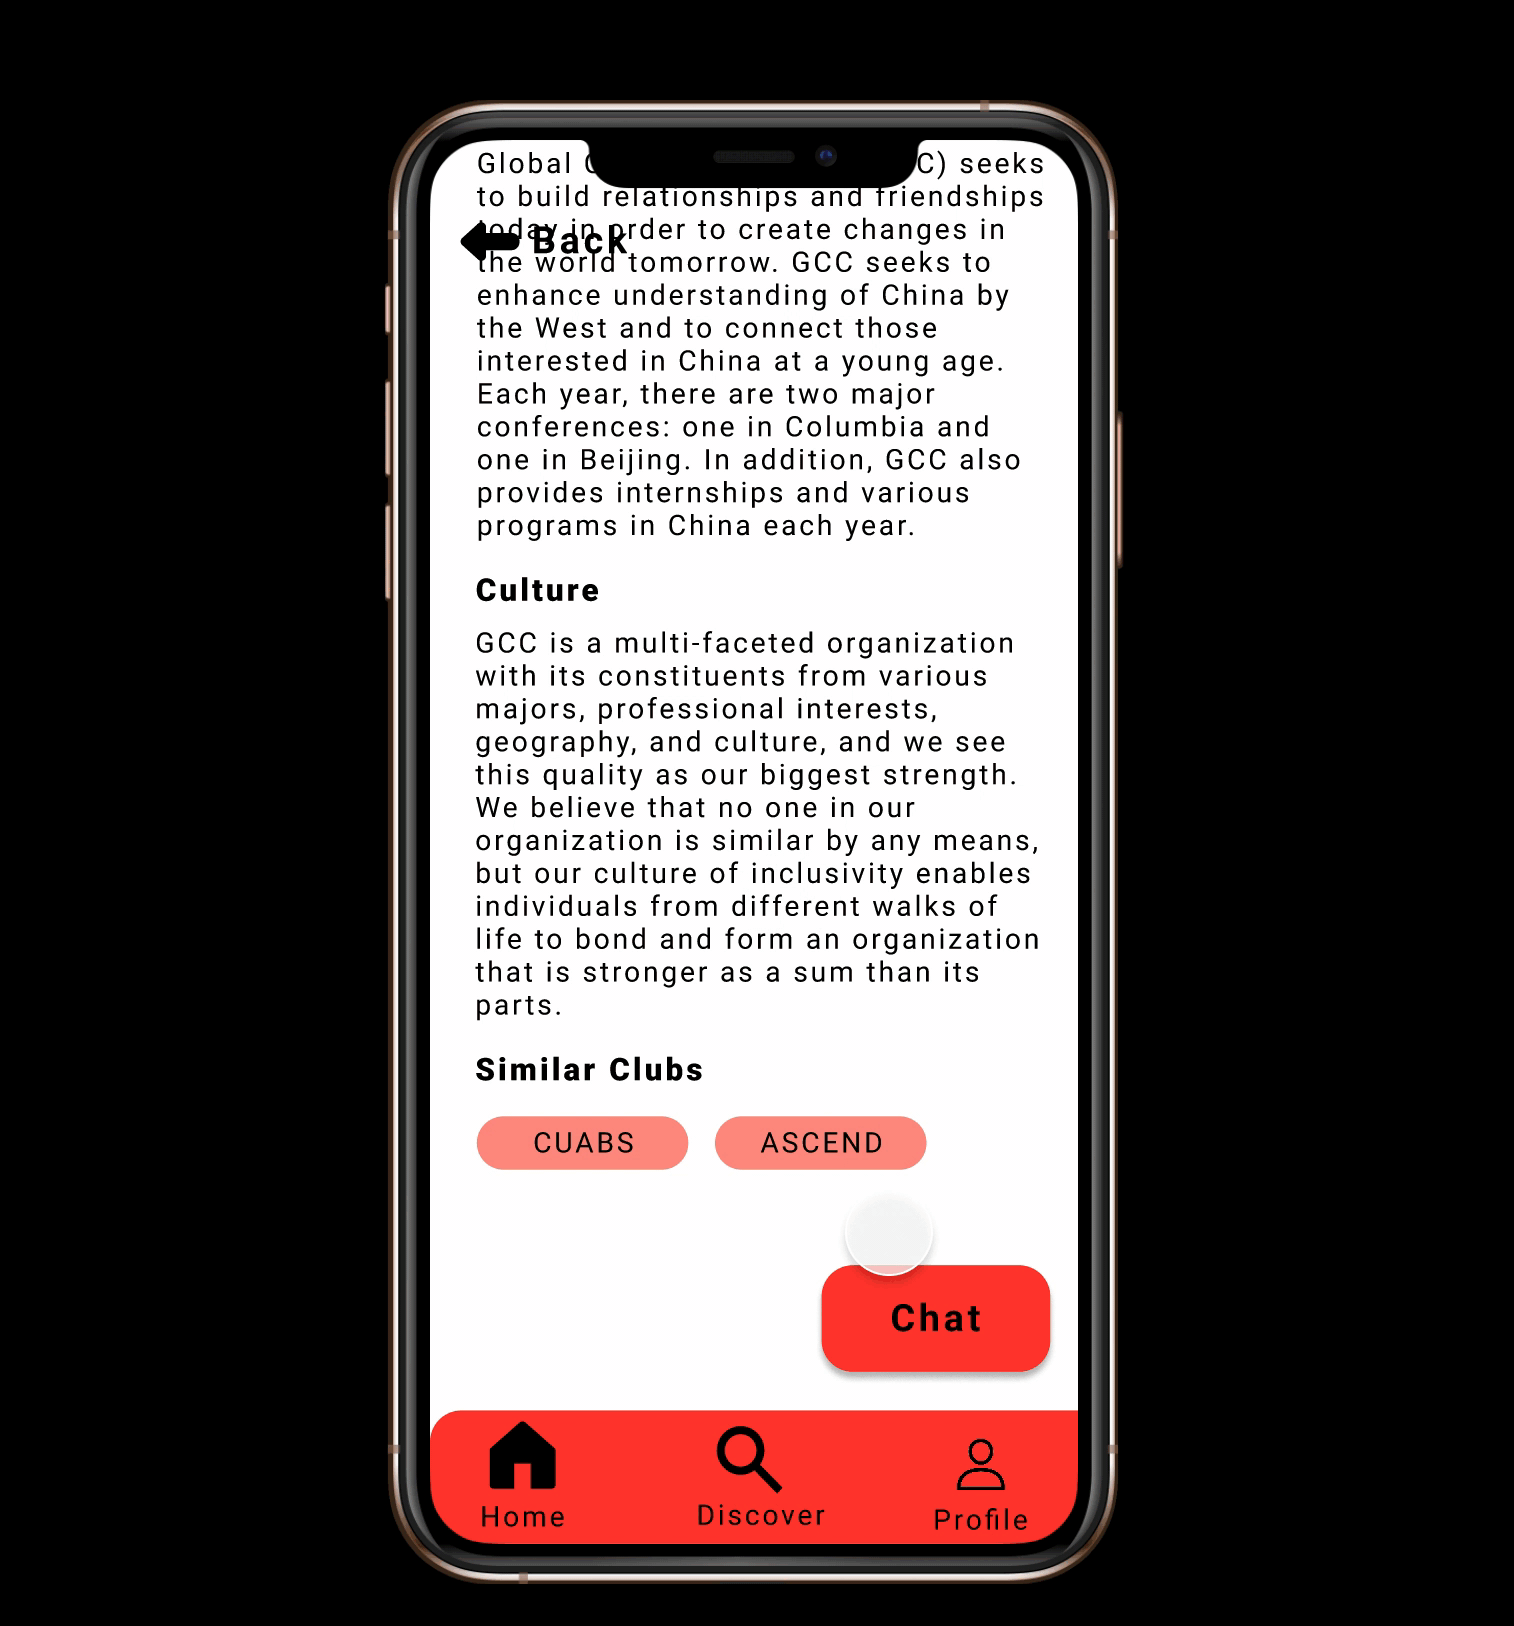 Global C) seeks
to build relationships and friendships
today in order to create changes in
Back
the world tomorrow. GCC seeks to
enhance understanding of China by
the West and to connect those
interested in China at a young age.
Each year, there are two major
conferences: one in Columbia and
one in Beijing. In addition, GCC also
provides internships and various
programs in China each year.
Culture
GCC is a multi-faceted organization
with its constituents from various
majors, professional interests,
geography, and culture, and we see
this quality as our biggest strength.
We believe that no one in our
organization is similar by any means,
but our culture of inclusivity enables
individuals from different walks of
life to bond and form an organization
that is stronger as a sum than its
parts.
Similar Clubs
CUABS ASCEND
Chat
Home Discover Profile